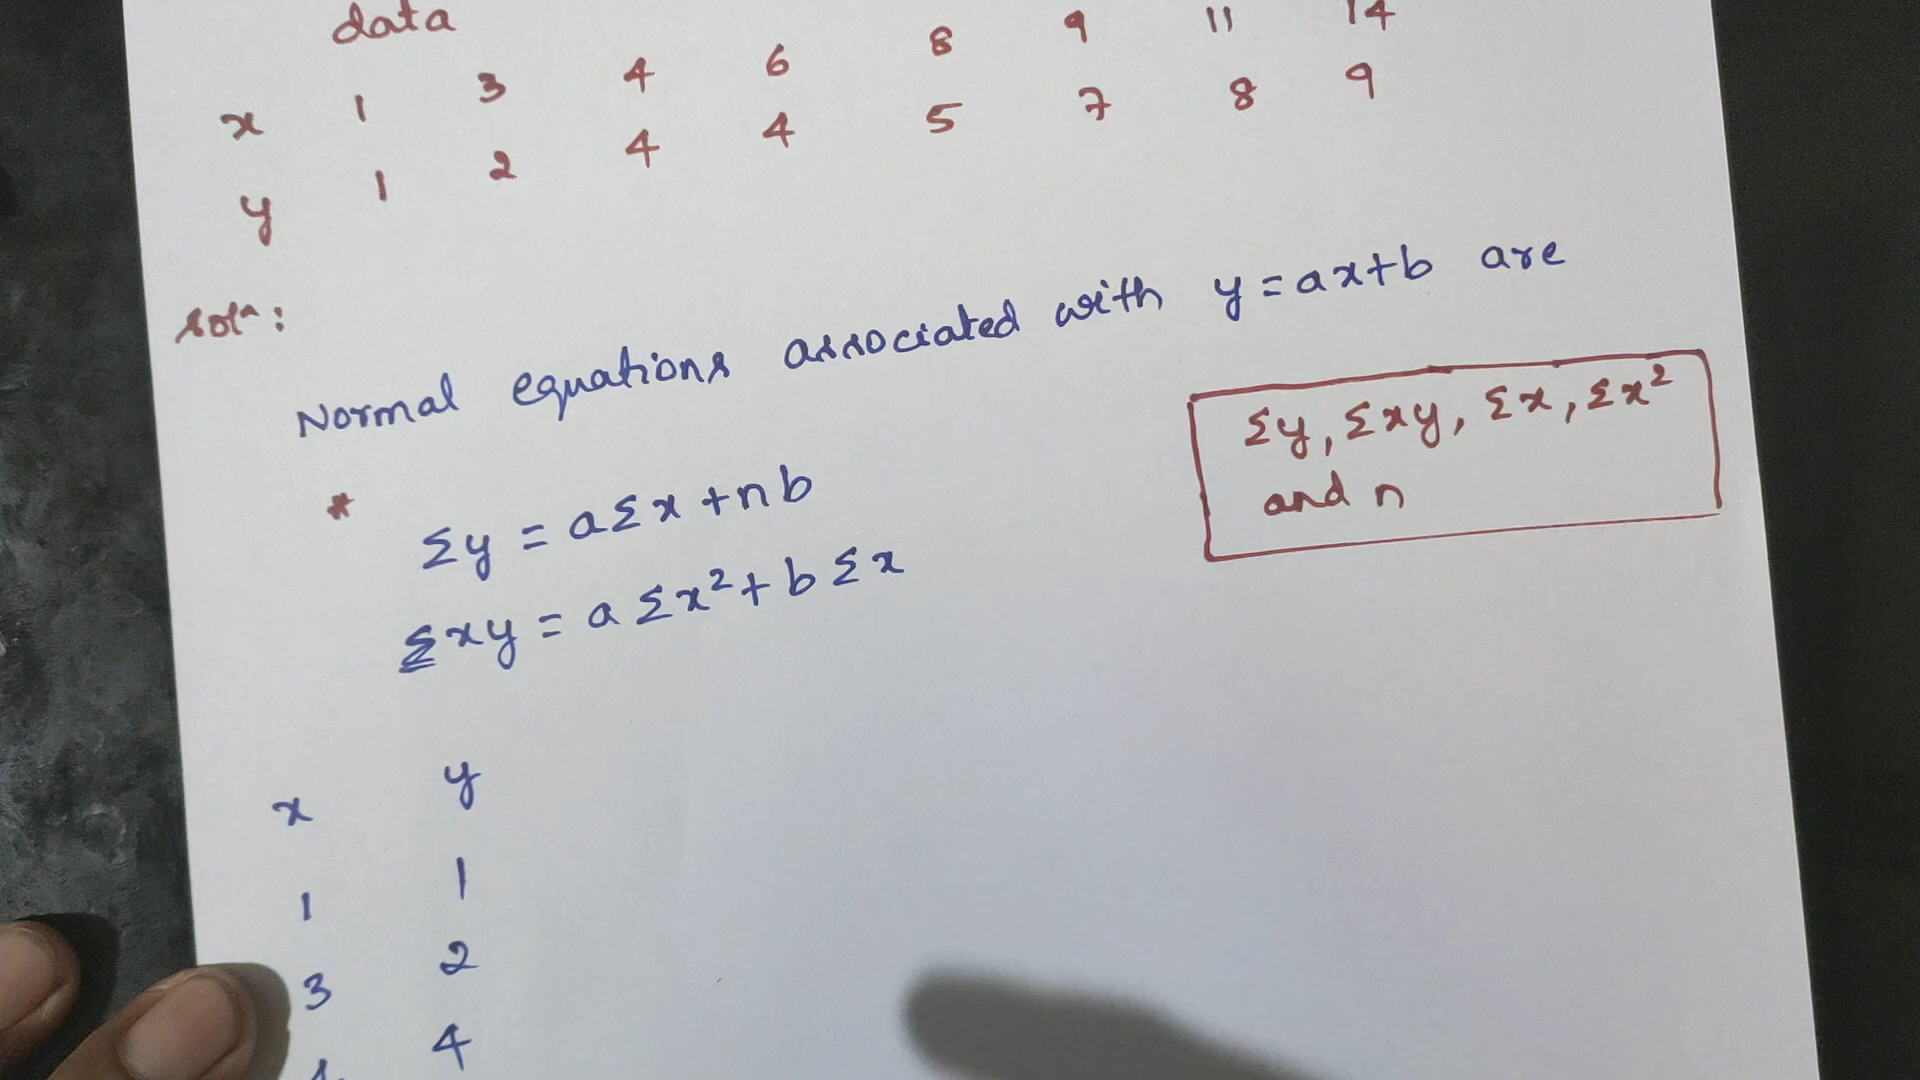 data
x 1 3 4 6 8 9 11 14
y 1 2 4 4 5 7 8 9
Solⁿ:
Normal equations associated with y = ax+b are
* Σy = aΣx + nb
Σxy = aΣx² + bΣx
Σy, Σxy, Σx, Σx²
and n
x y
1 1
3 2
4